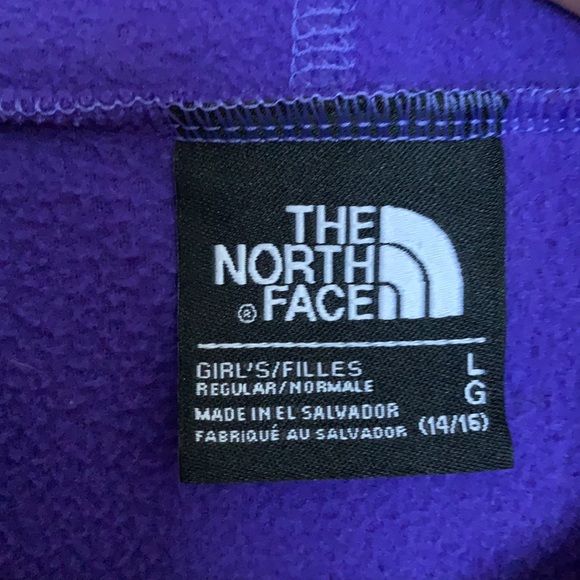 THE
NORTH
® FACE
GIRL'S/FILLES L
REGULAR/NORMALE G
MADE IN EL SALVADOR
FABRIQUÉ AU SALVADOR (14/16)